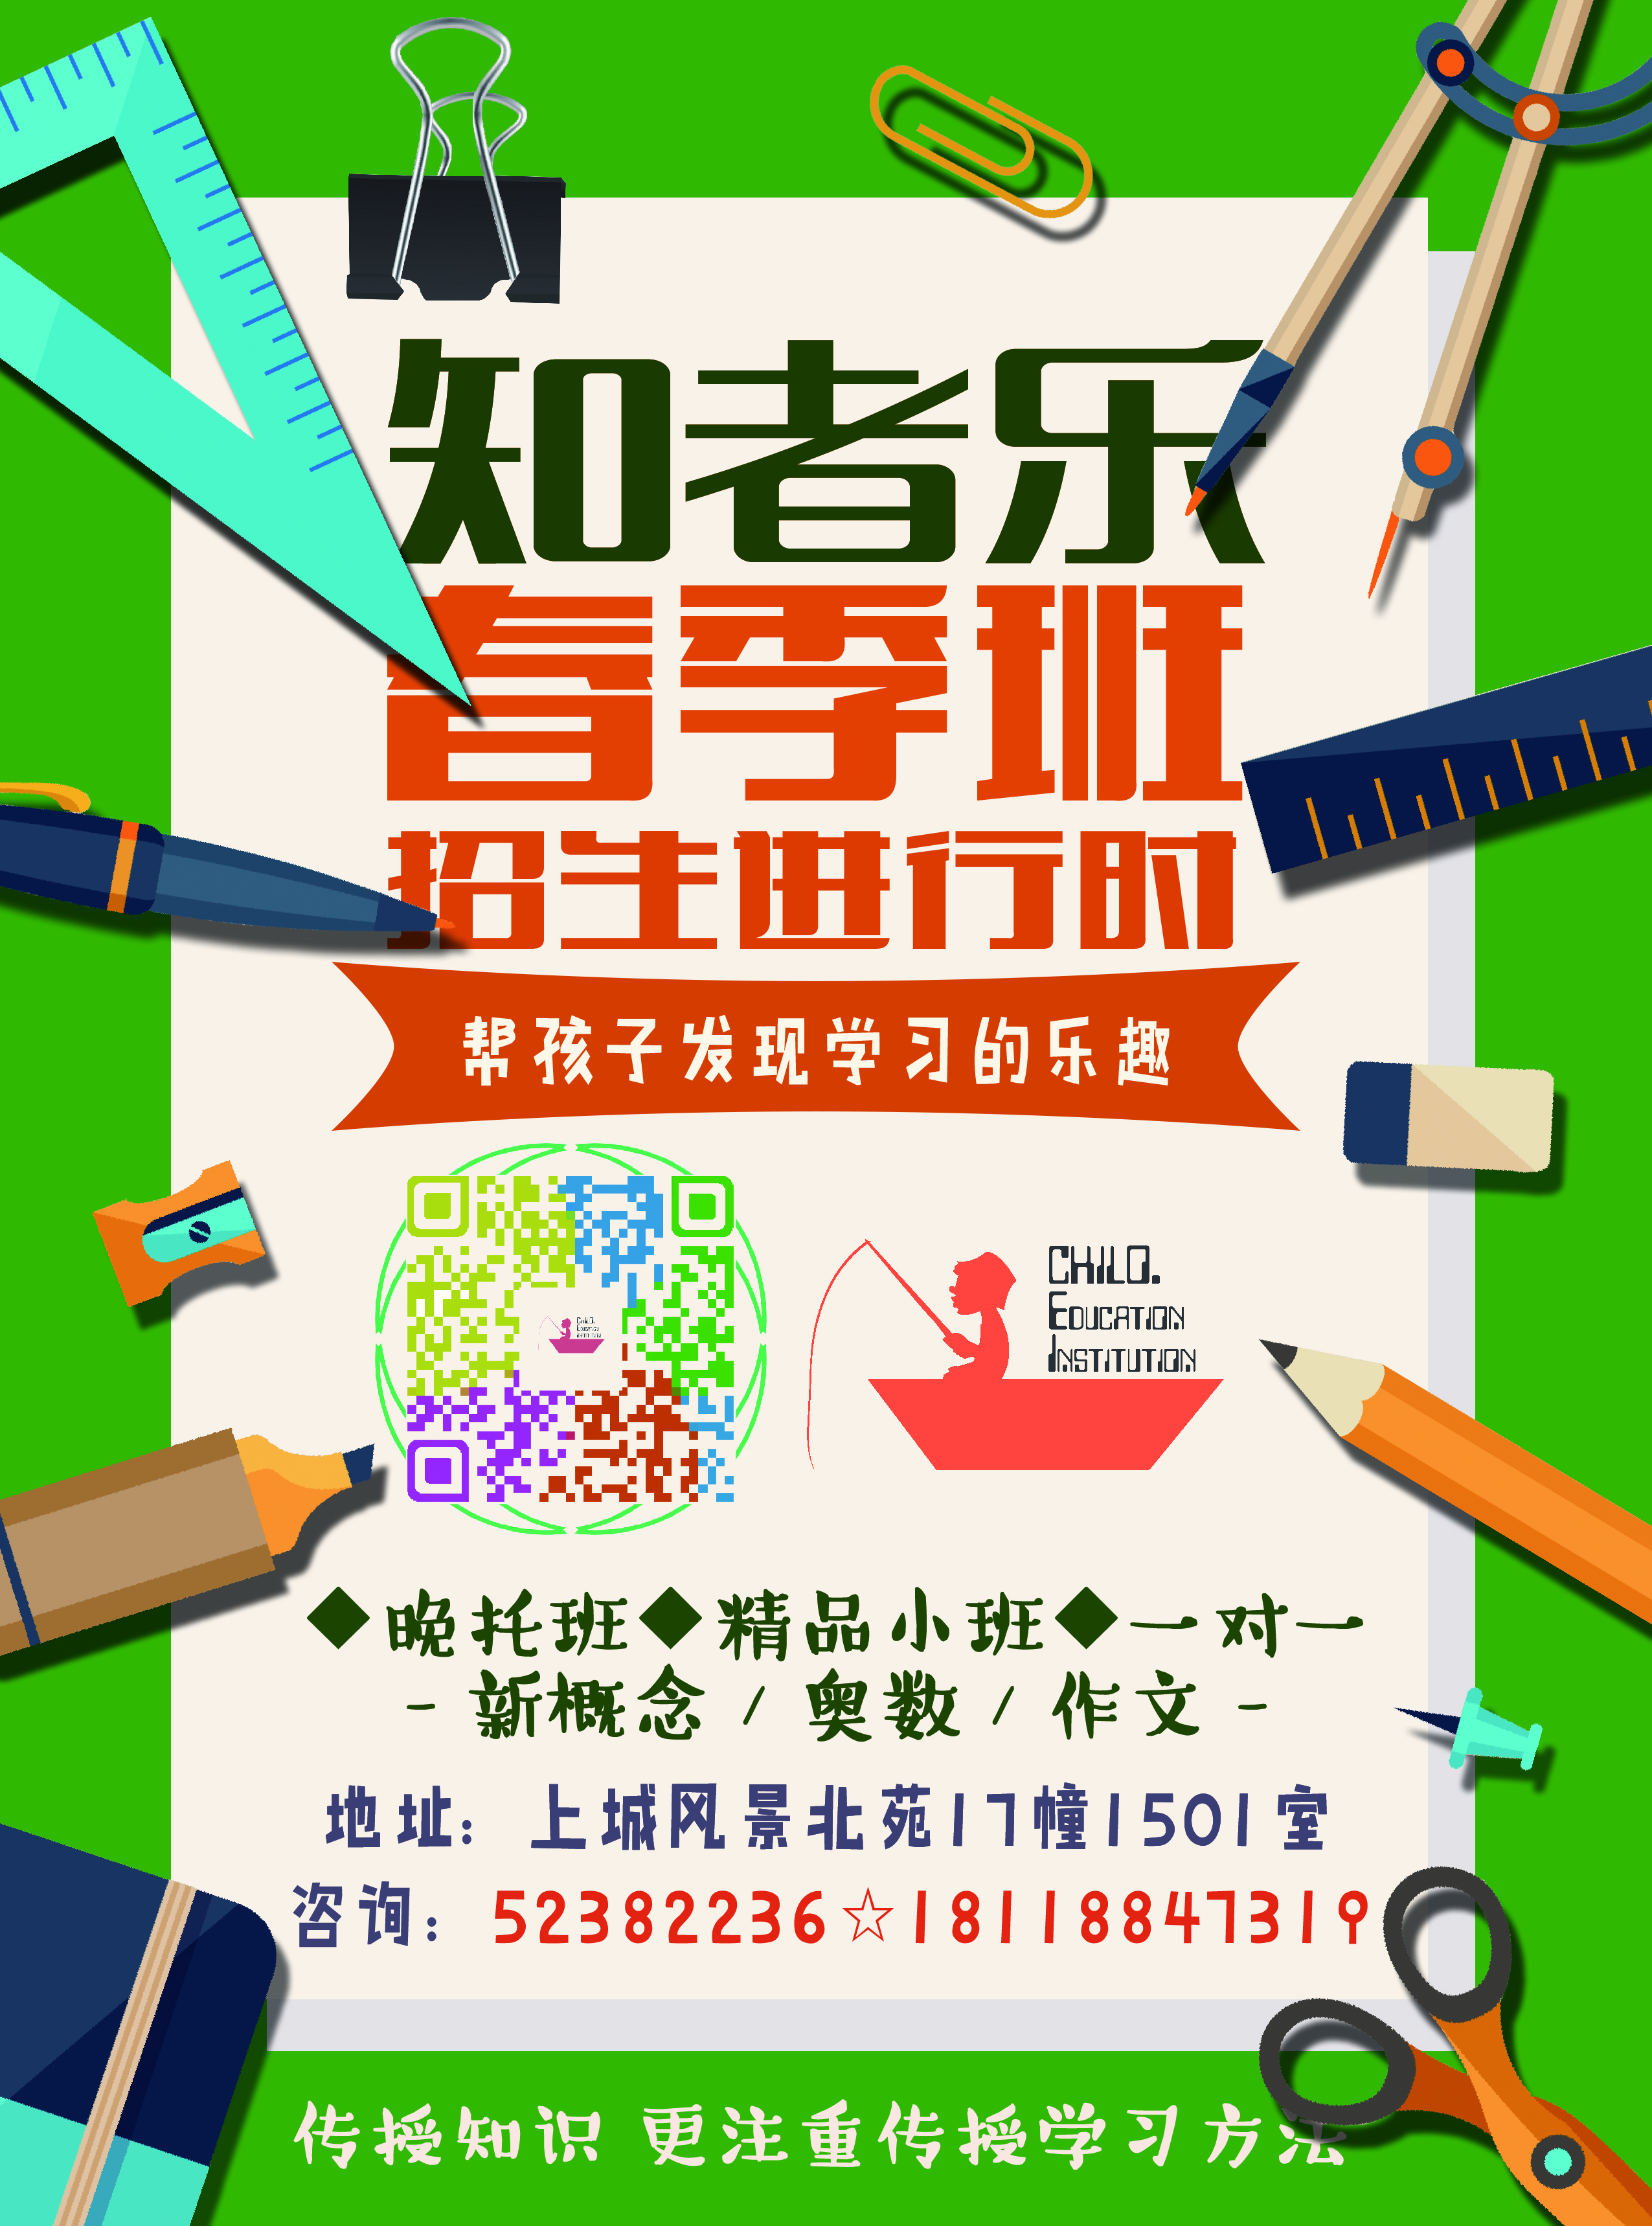 知者乐
春季班
招生进行时
帮孩子发现学习的乐趣
CHILD.
EDUCATION
INSTITUTION
◆晚托班◆精品小班◆一对一
- 新概念 / 奥数 / 作文 -
地址： 上城风景北苑17幢1501室
咨询： 52382236☆18118847319
传授知识 更注重传授学习方法